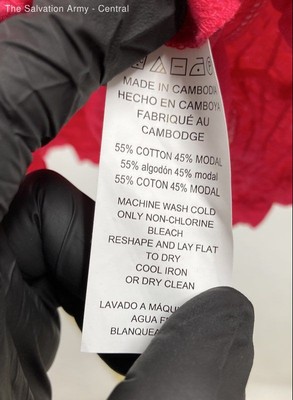 The Salvation Army - Central
MADE IN CAMBODIA
HECHO EN CAMBOYA
FABRIQUÉ AU
CAMBODGE
55% COTTON 45% MODAL
55% algodón 45% modal
55% COTON 45% MODAL
MACHINE WASH COLD
ONLY NON-CHLORINE
BLEACH
RESHAPE AND LAY FLAT
TO DRY
COOL IRON
OR DRY CLEAN
LAVADO A
AGUA